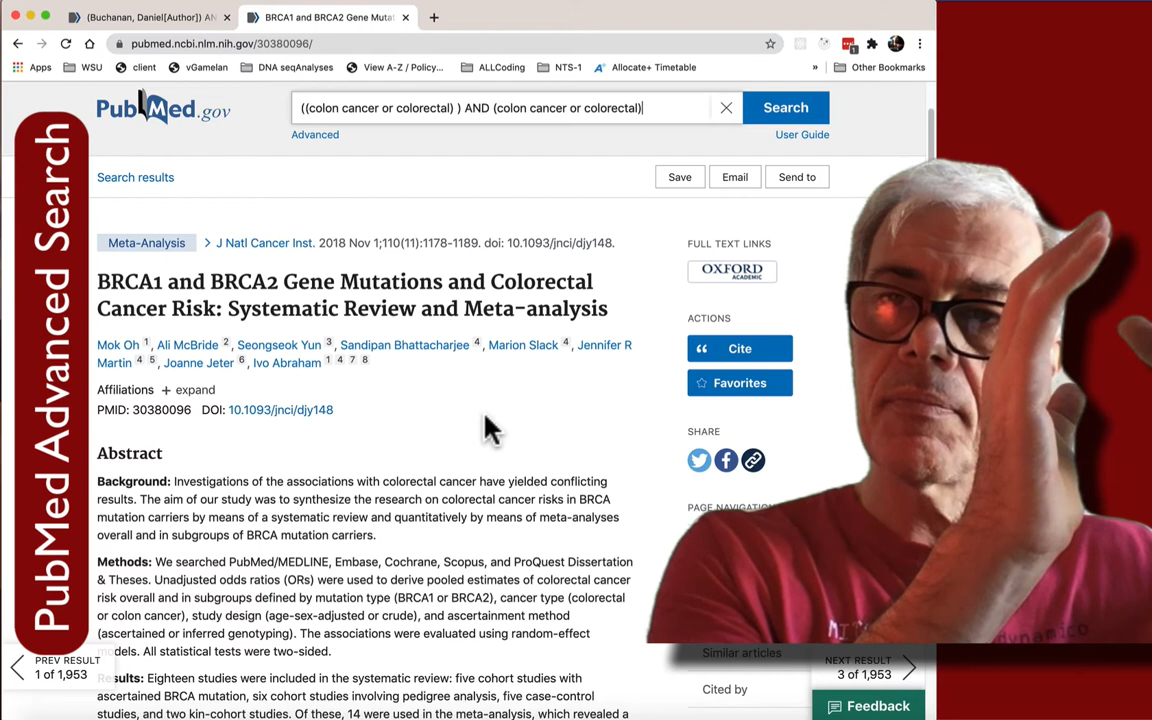 (Buchanan, Daniel[Author]) AN
BRCA1 and BRCA2 Gene Mutat
pubmed.ncbi.nlm.nih.gov/30380096/
1
Apps
WSU
client
vGamelan
DNA seqAnalyses
View A-Z / Policy...
ALLCoding
NTS-1
Allocate+ Timetable
»
Other Bookmarks
PubMed Advanced Search
PubMed.gov
((colon cancer or colorectal) ) AND (colon cancer or colorectal)
Search
Advanced
User Guide
Search results
Save
Email
Send to
Meta-Analysis
> J Natl Cancer Inst. 2018 Nov 1;110(11):1178-1189. doi: 10.1093/jnci/djy148.
BRCA1 and BRCA2 Gene Mutations and Colorectal
Cancer Risk: Systematic Review and Meta-analysis
Mok Oh 1, Ali McBride 2, Seongseok Yun 3, Sandipan Bhattacharjee 4, Marion Slack 4, Jennifer R
Martin 4 5, Joanne Jeter 6, Ivo Abraham 1 4 7 8
Affiliations + expand
PMID: 30380096 DOI: 10.1093/jnci/djy148
Abstract
Background: Investigations of the associations with colorectal cancer have yielded conflicting
results. The aim of our study was to synthesize the research on colorectal cancer risks in BRCA
mutation carriers by means of a systematic review and quantitatively by means of meta-analyses
overall and in subgroups of BRCA mutation carriers.
Methods: We searched PubMed/MEDLINE, Embase, Cochrane, Scopus, and ProQuest Dissertation
& Theses. Unadjusted odds ratios (ORs) were used to derive pooled estimates of colorectal cancer
risk overall and in subgroups defined by mutation type (BRCA1 or BRCA2), cancer type (colorectal
or colon cancer), study design (age-sex-adjusted or crude), and ascertainment method
(ascertained or inferred genotyping). The associations were evaluated using random-effect
models. All statistical tests were two-sided.
Results: Eighteen studies were included in the systematic review: five cohort studies with
ascertained BRCA mutation, six cohort studies involving pedigree analysis, five case-control
studies, and two kin-cohort studies. Of these, 14 were used in the meta-analysis, which revealed a
PREV RESULT
1 of 1,953
FULL TEXT LINKS
OXFORD
ACADEMIC
ACTIONS
Cite
Favorites
SHARE
PAGE NAVIGATION
Similar articles
Cited by
NEXT RESULT
3 of 1,953
Feedback